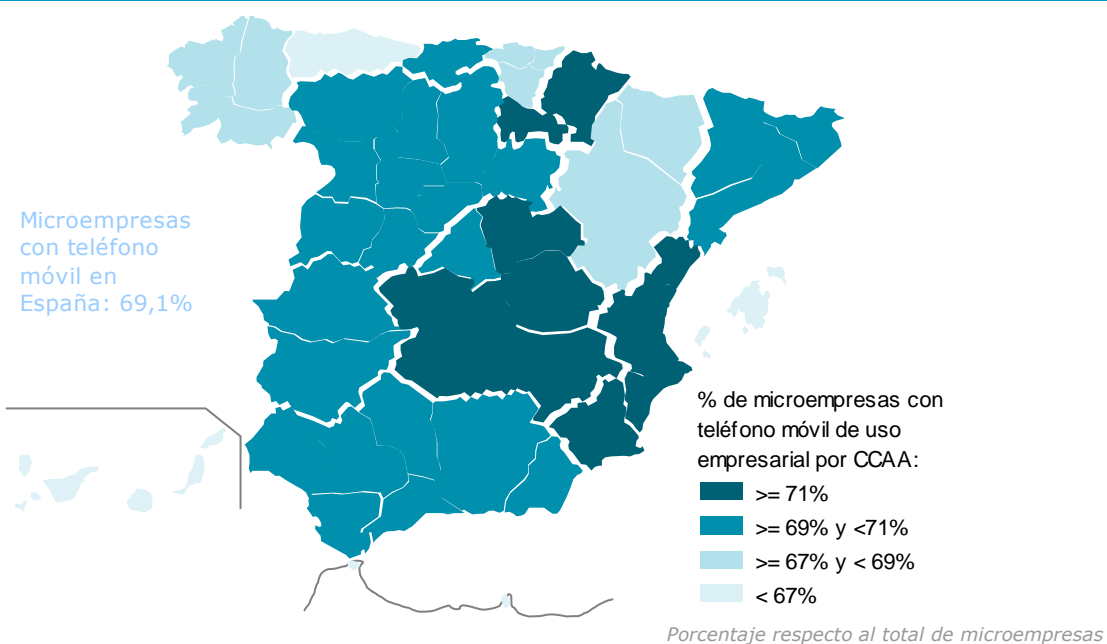 Microempresas
con teléfono
móvil en
España: 69,1%
% de microempresas con
teléfono móvil de uso
empresarial por CCAA:
>= 71%
>= 69% y <71%
>= 67% y < 69%
< 67%
Porcentaje respecto al total de microempresas